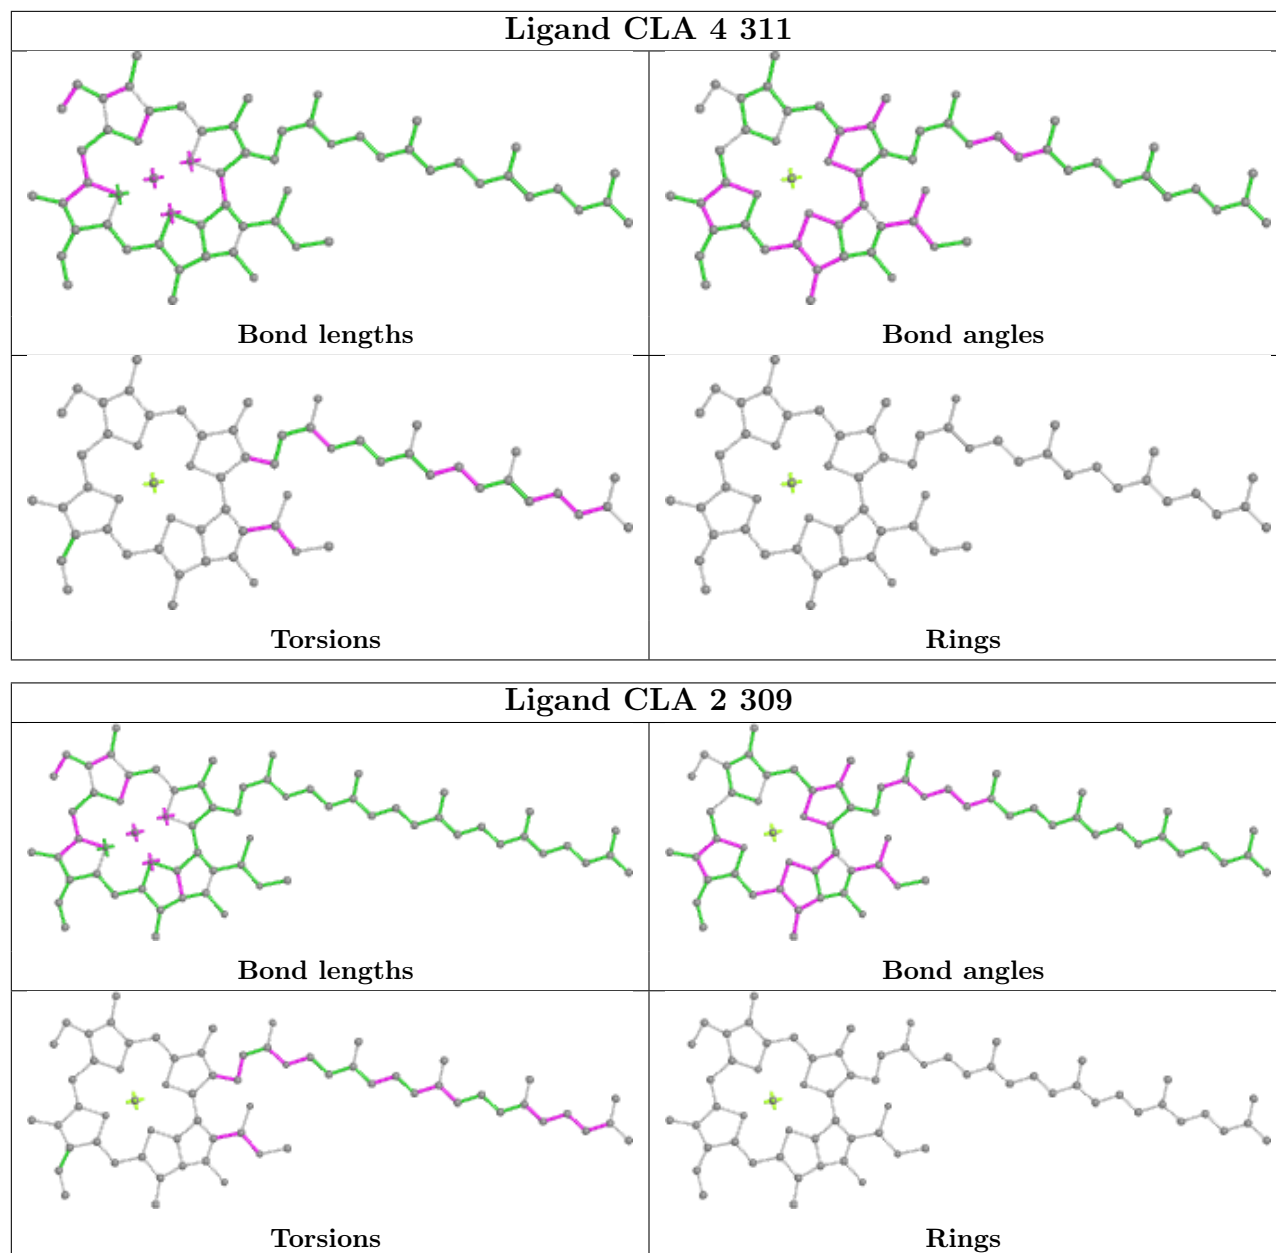 Ligand CLA 4 311
Bond lengths
Bond angles
Torsions
Rings
Ligand CLA 2 309
Bond lengths
Bond angles
Torsions
Rings